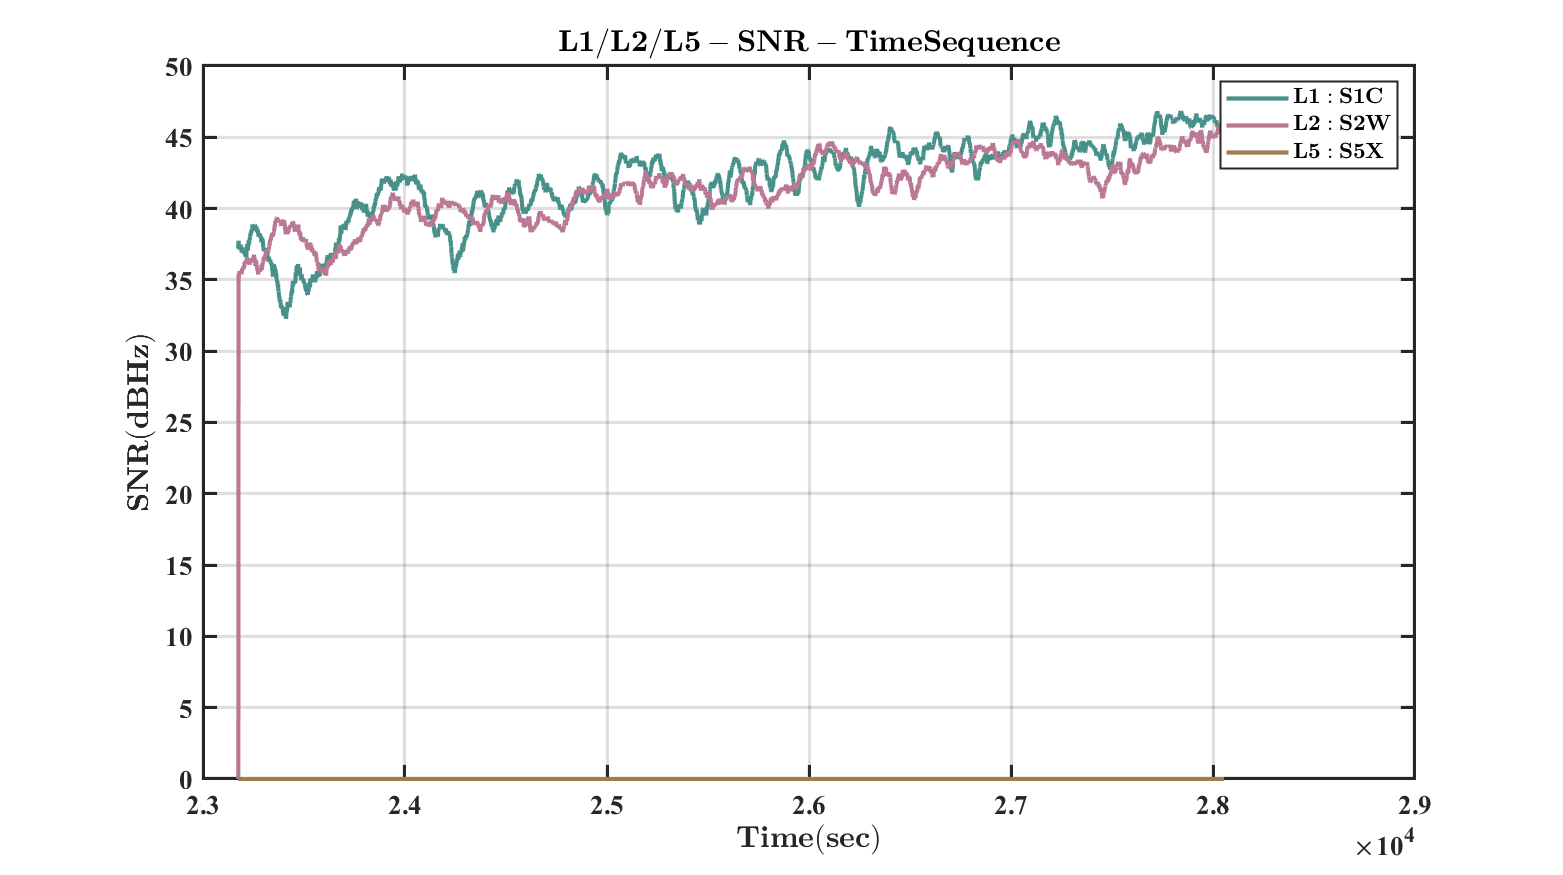 L1/L2/L5 − SNR − TimeSequence
L1 : S1C
L2 : S2W
L5 : S5X
50
45
40
35
30
25
20
15
10
5
0
SNR(dBHz)
2.3 2.4 2.5 2.6 2.7 2.8 2.9
Time(sec)
×10⁴